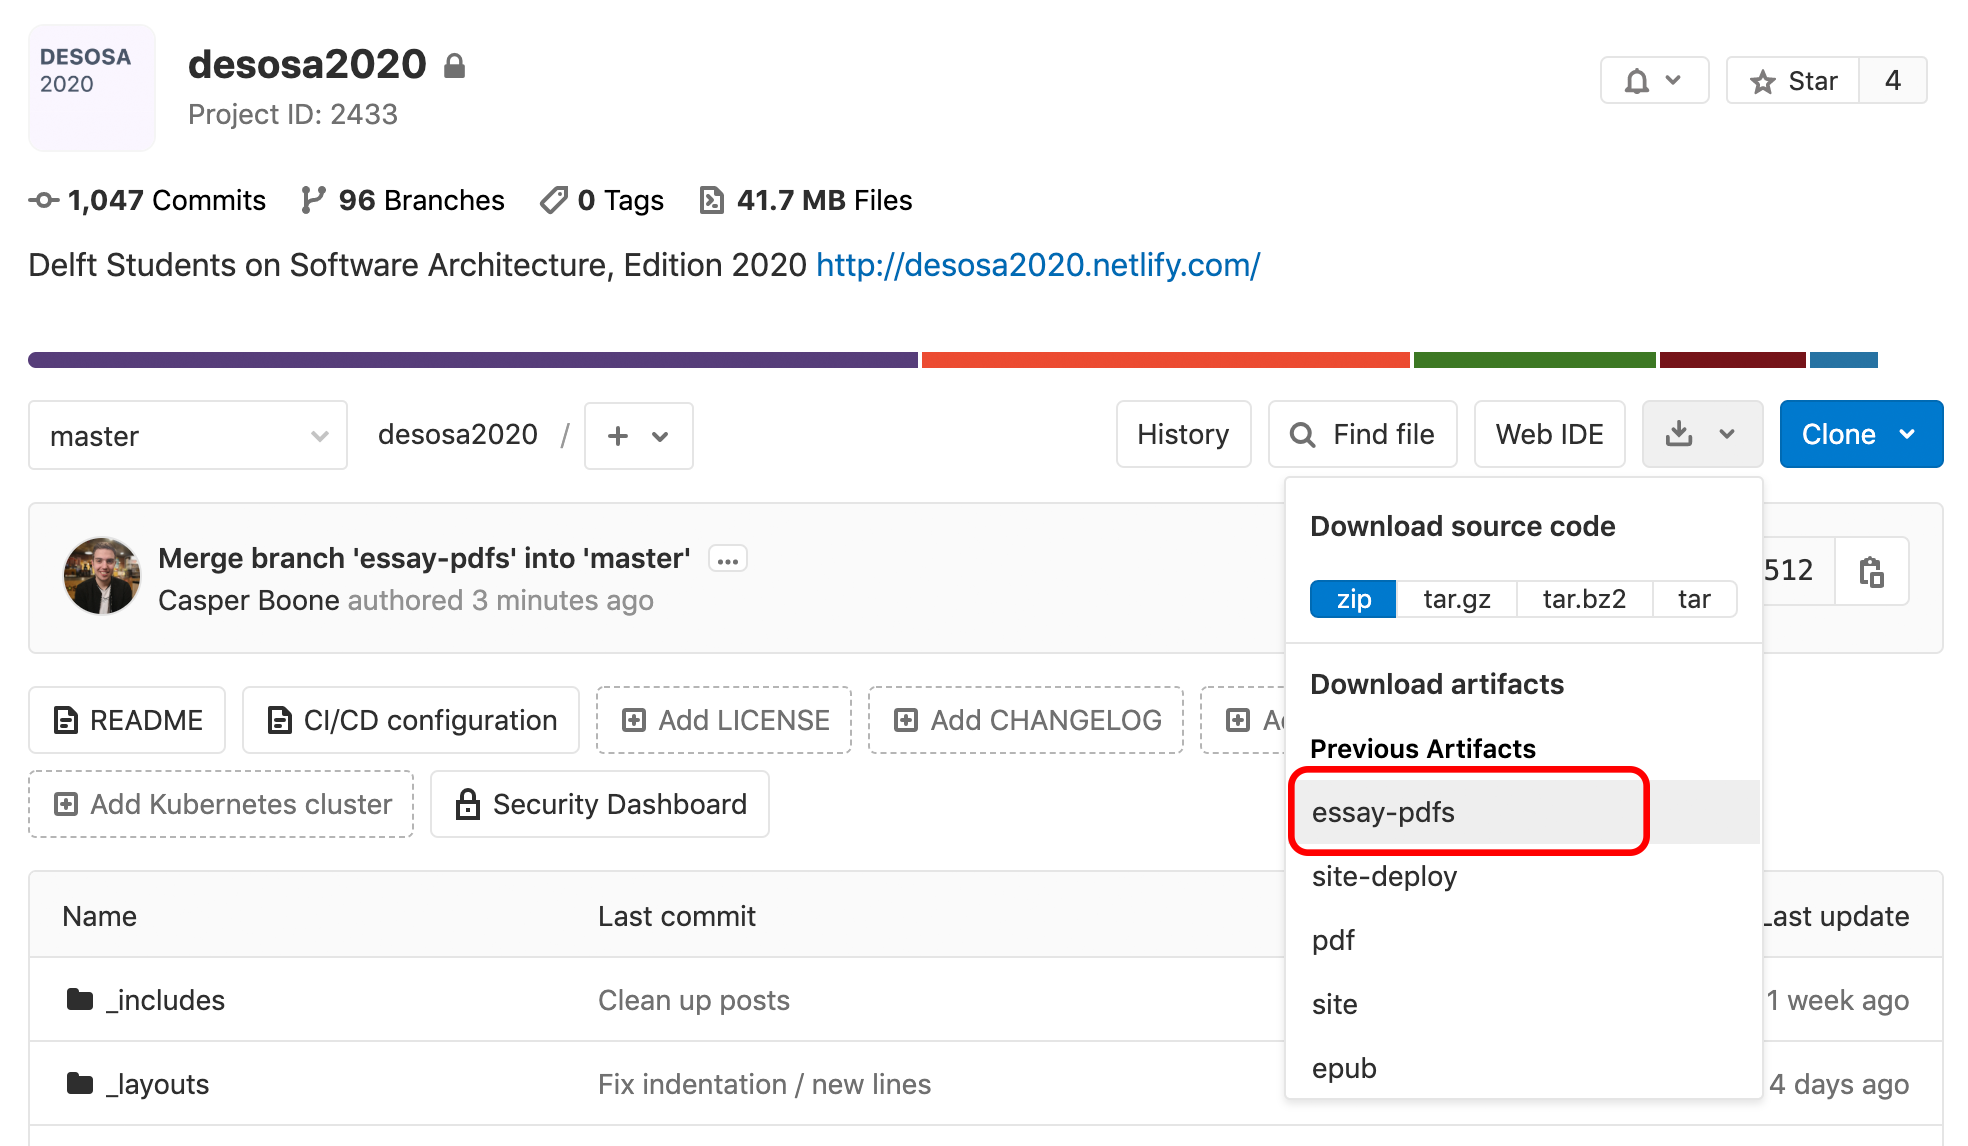 DESOSA
2020
desosa2020
Project ID: 2433
Star 4
1,047 Commits 96 Branches 0 Tags 41.7 MB Files
Delft Students on Software Architecture, Edition 2020 http://desosa2020.netlify.com/
master desosa2020 / + History Find file Web IDE Clone
Download source code
Merge branch 'essay-pdfs' into 'master' ...
512
Casper Boone authored 3 minutes ago
zip tar.gz tar.bz2 tar
Download artifacts
README CI/CD configuration Add LICENSE Add CHANGELOG
Previous Artifacts
Add Kubernetes cluster Security Dashboard
essay-pdfs
site-deploy
Name Last commit Last update
pdf
_includes Clean up posts 1 week ago
site
epub
_layouts Fix indentation / new lines 4 days ago